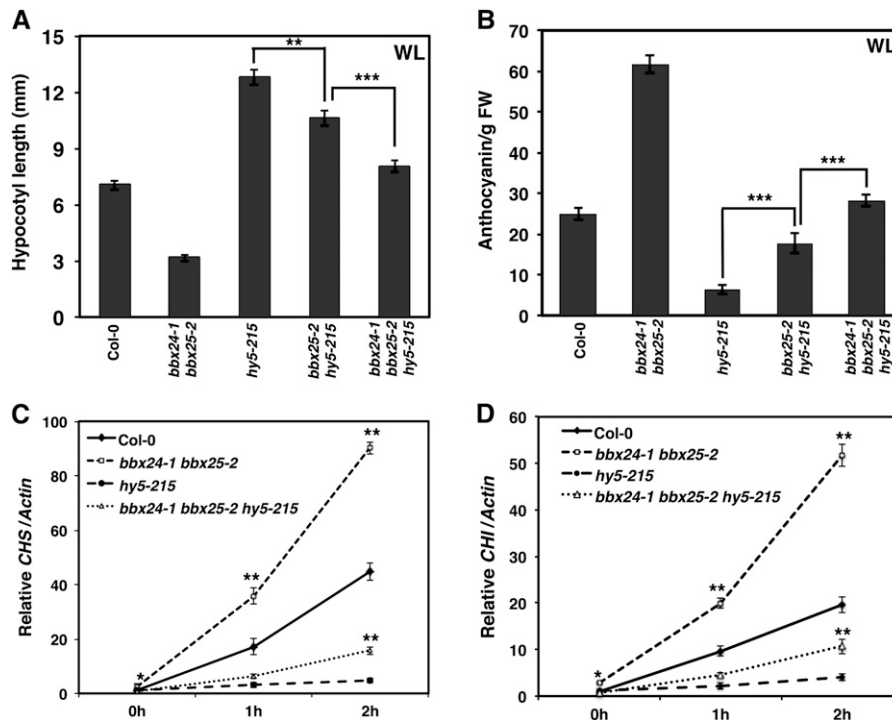 A
WL
Hypocotyl length (mm)
15
12
9
6
3
0
**
***
Col-0
bbx24-1
bbx25-2
hy5-215
bbx25-2
hy5-215
bbx24-1
bbx25-2
hy5-215
B
WL
Anthocyanin/g FW
70
60
50
40
30
20
10
0
***
***
Col-0
bbx24-1
bbx25-2
hy5-215
bbx25-2
hy5-215
bbx24-1
bbx25-2
hy5-215
C
Relative CHS/Actin
100
80
60
40
20
0
Col-0
bbx24-1 bbx25-2
hy5-215
bbx24-1 bbx25-2 hy5-215
*
**
**
**
0h
1h
2h
D
Relative CHI/Actin
60
50
40
30
20
10
0
Col-0
bbx24-1 bbx25-2
hy5-215
bbx24-1 bbx25-2 hy5-215
*
**
**
**
0h
1h
2h